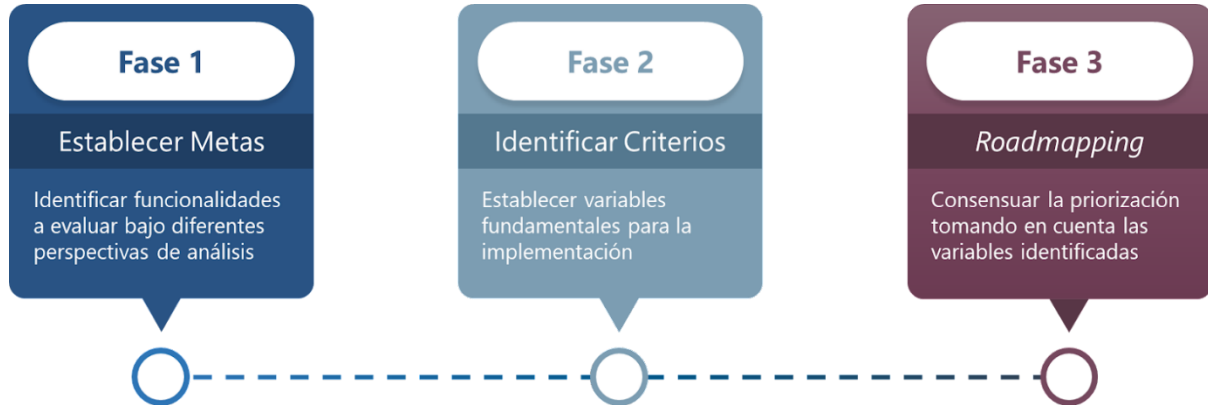 Fase 1
Establecer Metas
Identificar funcionalidades
a evaluar bajo diferentes
perspectivas de análisis
Fase 2
Identificar Criterios
Establecer variables
fundamentales para la
implementación
Fase 3
Roadmapping
Consensuar la priorización
tomando en cuenta las
variables identificadas